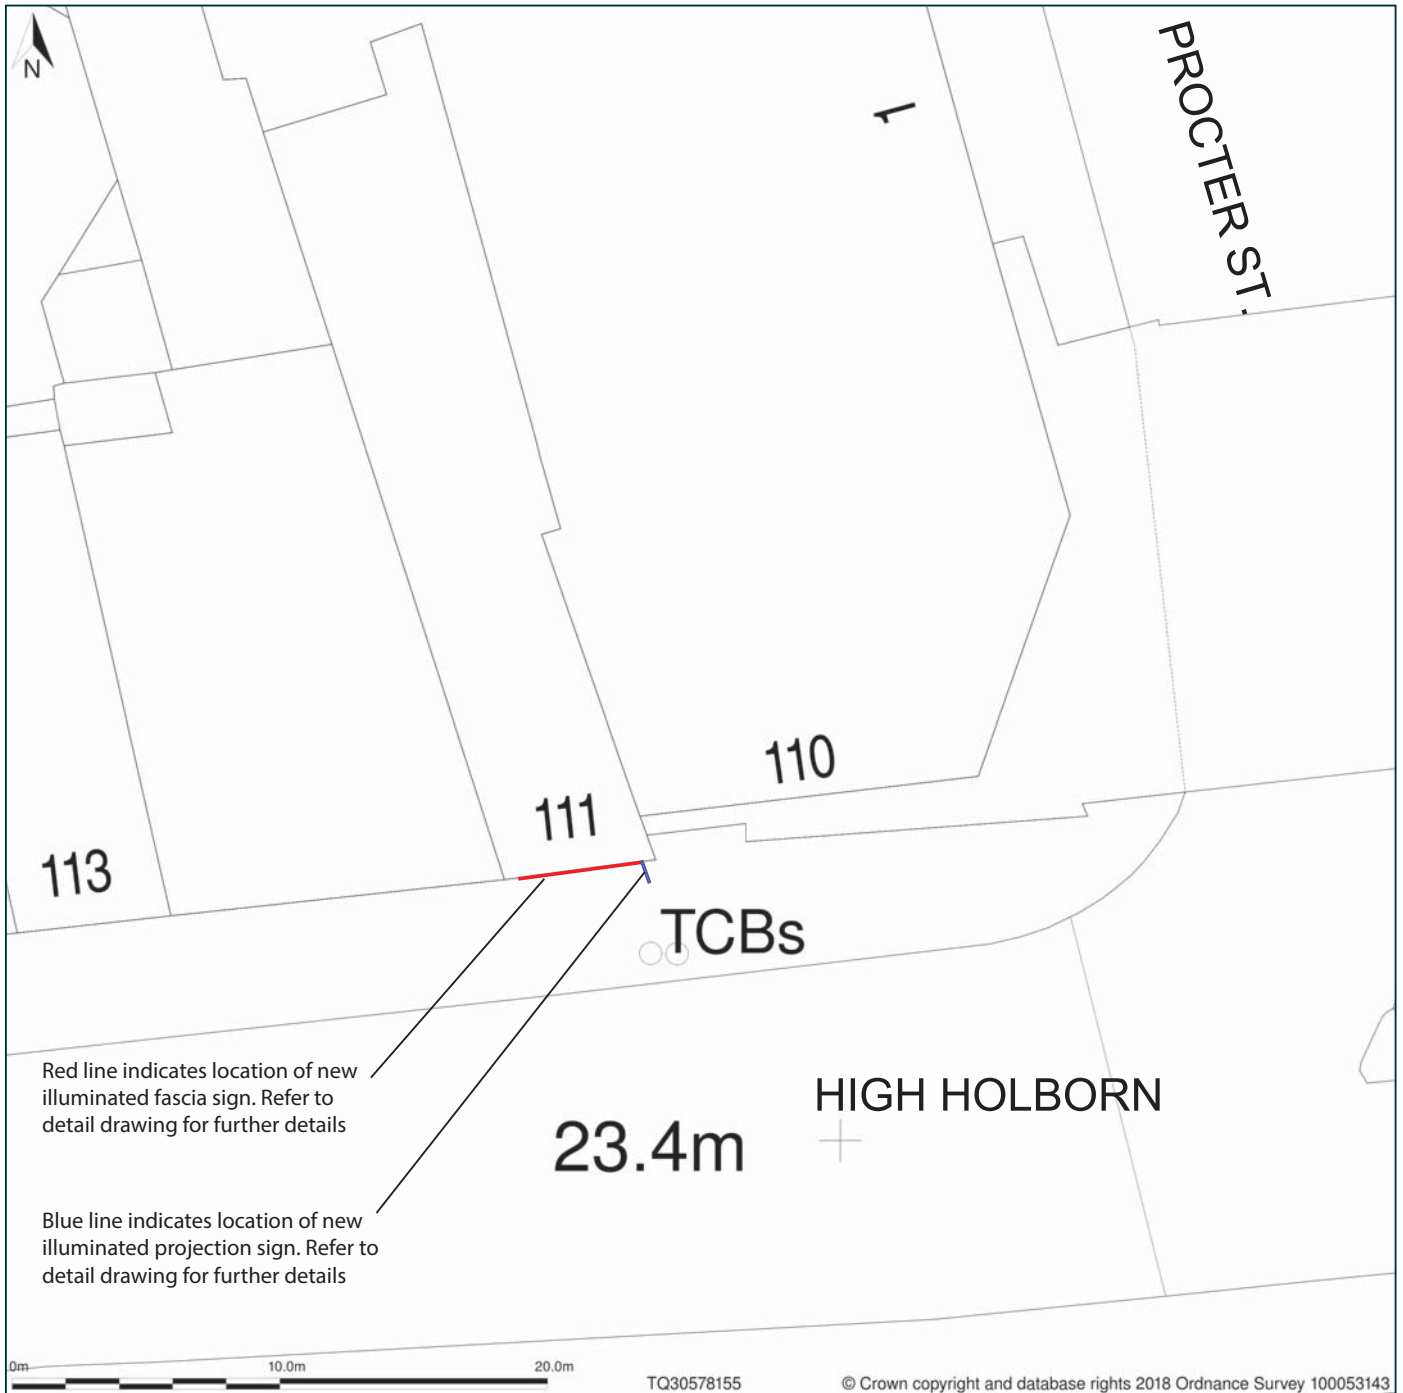 N
PROCTER ST.
1
110
111
113
TCBs
Red line indicates location of new
illuminated fascia sign. Refer to
detail drawing for further details
HIGH HOLBORN
23.4m
Blue line indicates location of new
illuminated projection sign. Refer to
detail drawing for further details
0m 10.0m 20.0m
TQ30578155
© Crown copyright and database rights 2018 Ordnance Survey 100053143